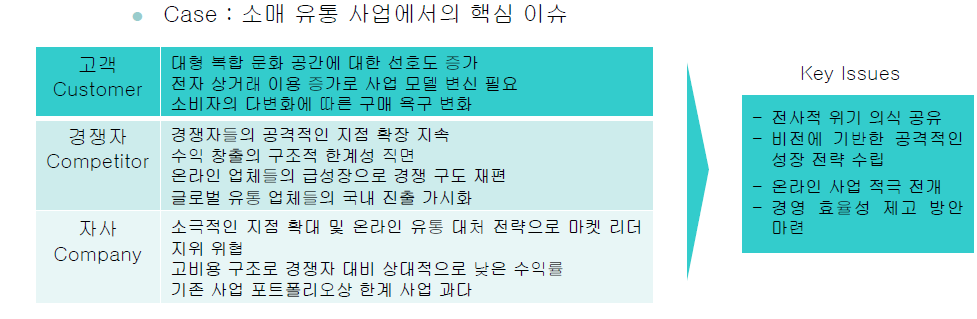 Case : 소매 유통 사업에서의 핵심 이슈
고객
Customer
대형 복합 문화 공간에 대한 선호도 증가
전자 상거래 이용 증가로 사업 모델 변신 필요
소비자의 다변화에 따른 구매 욕구 변화
경쟁자
Competitor
경쟁자들의 공격적인 지점 확장 지속
수익 창출의 구조적 한계성 직면
온라인 업체들의 급성장으로 경쟁 구도 재편
글로벌 유통 업체들의 국내 진출 가시화
자사
Company
소극적인 지점 확대 및 온라인 유통 대처 전략으로 마켓 리더
지위 위협
고비용 구조로 경쟁자 대비 상대적으로 낮은 수익률
기존 사업 포트폴리오상 한계 사업 과다
Key Issues
- 전사적 위기 의식 공유
- 비전에 기반한 공격적인
성장 전략 수립
- 온라인 사업 적극 전개
- 경영 효율성 제고 방안
마련